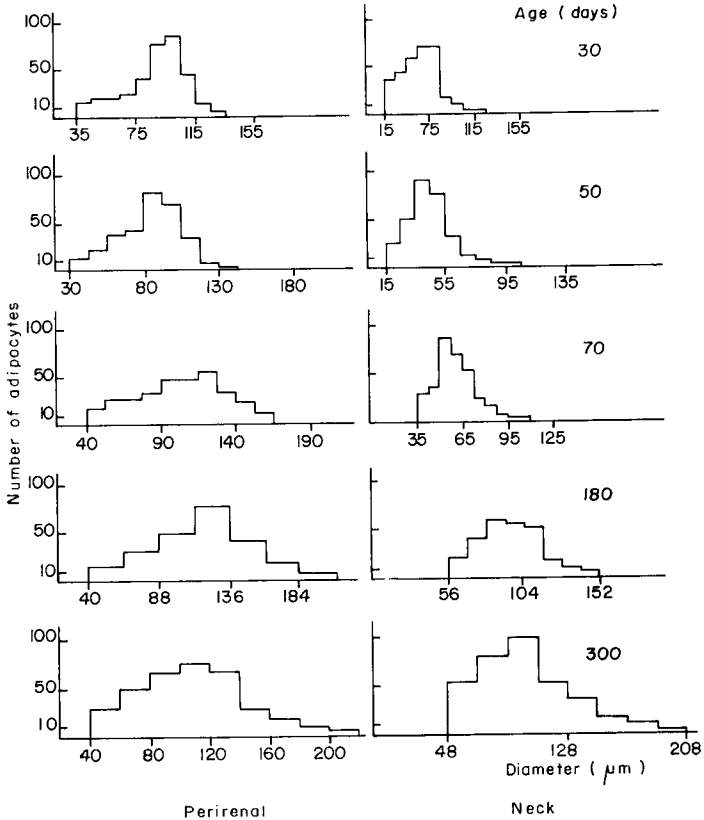 Age (days)
100
50
10
35 75 115 155
15 75 115 155
30
100
50
10
30 80 130 180
15 55 95 135
50
Number of adipocytes
100
50
10
40 90 140 190
35 65 95 125
70
100
50
10
40 88 136 184
56 104 152
180
100
50
10
40 80 120 160 200
48 128 208
300
Diameter (μm)
Perirenal Neck